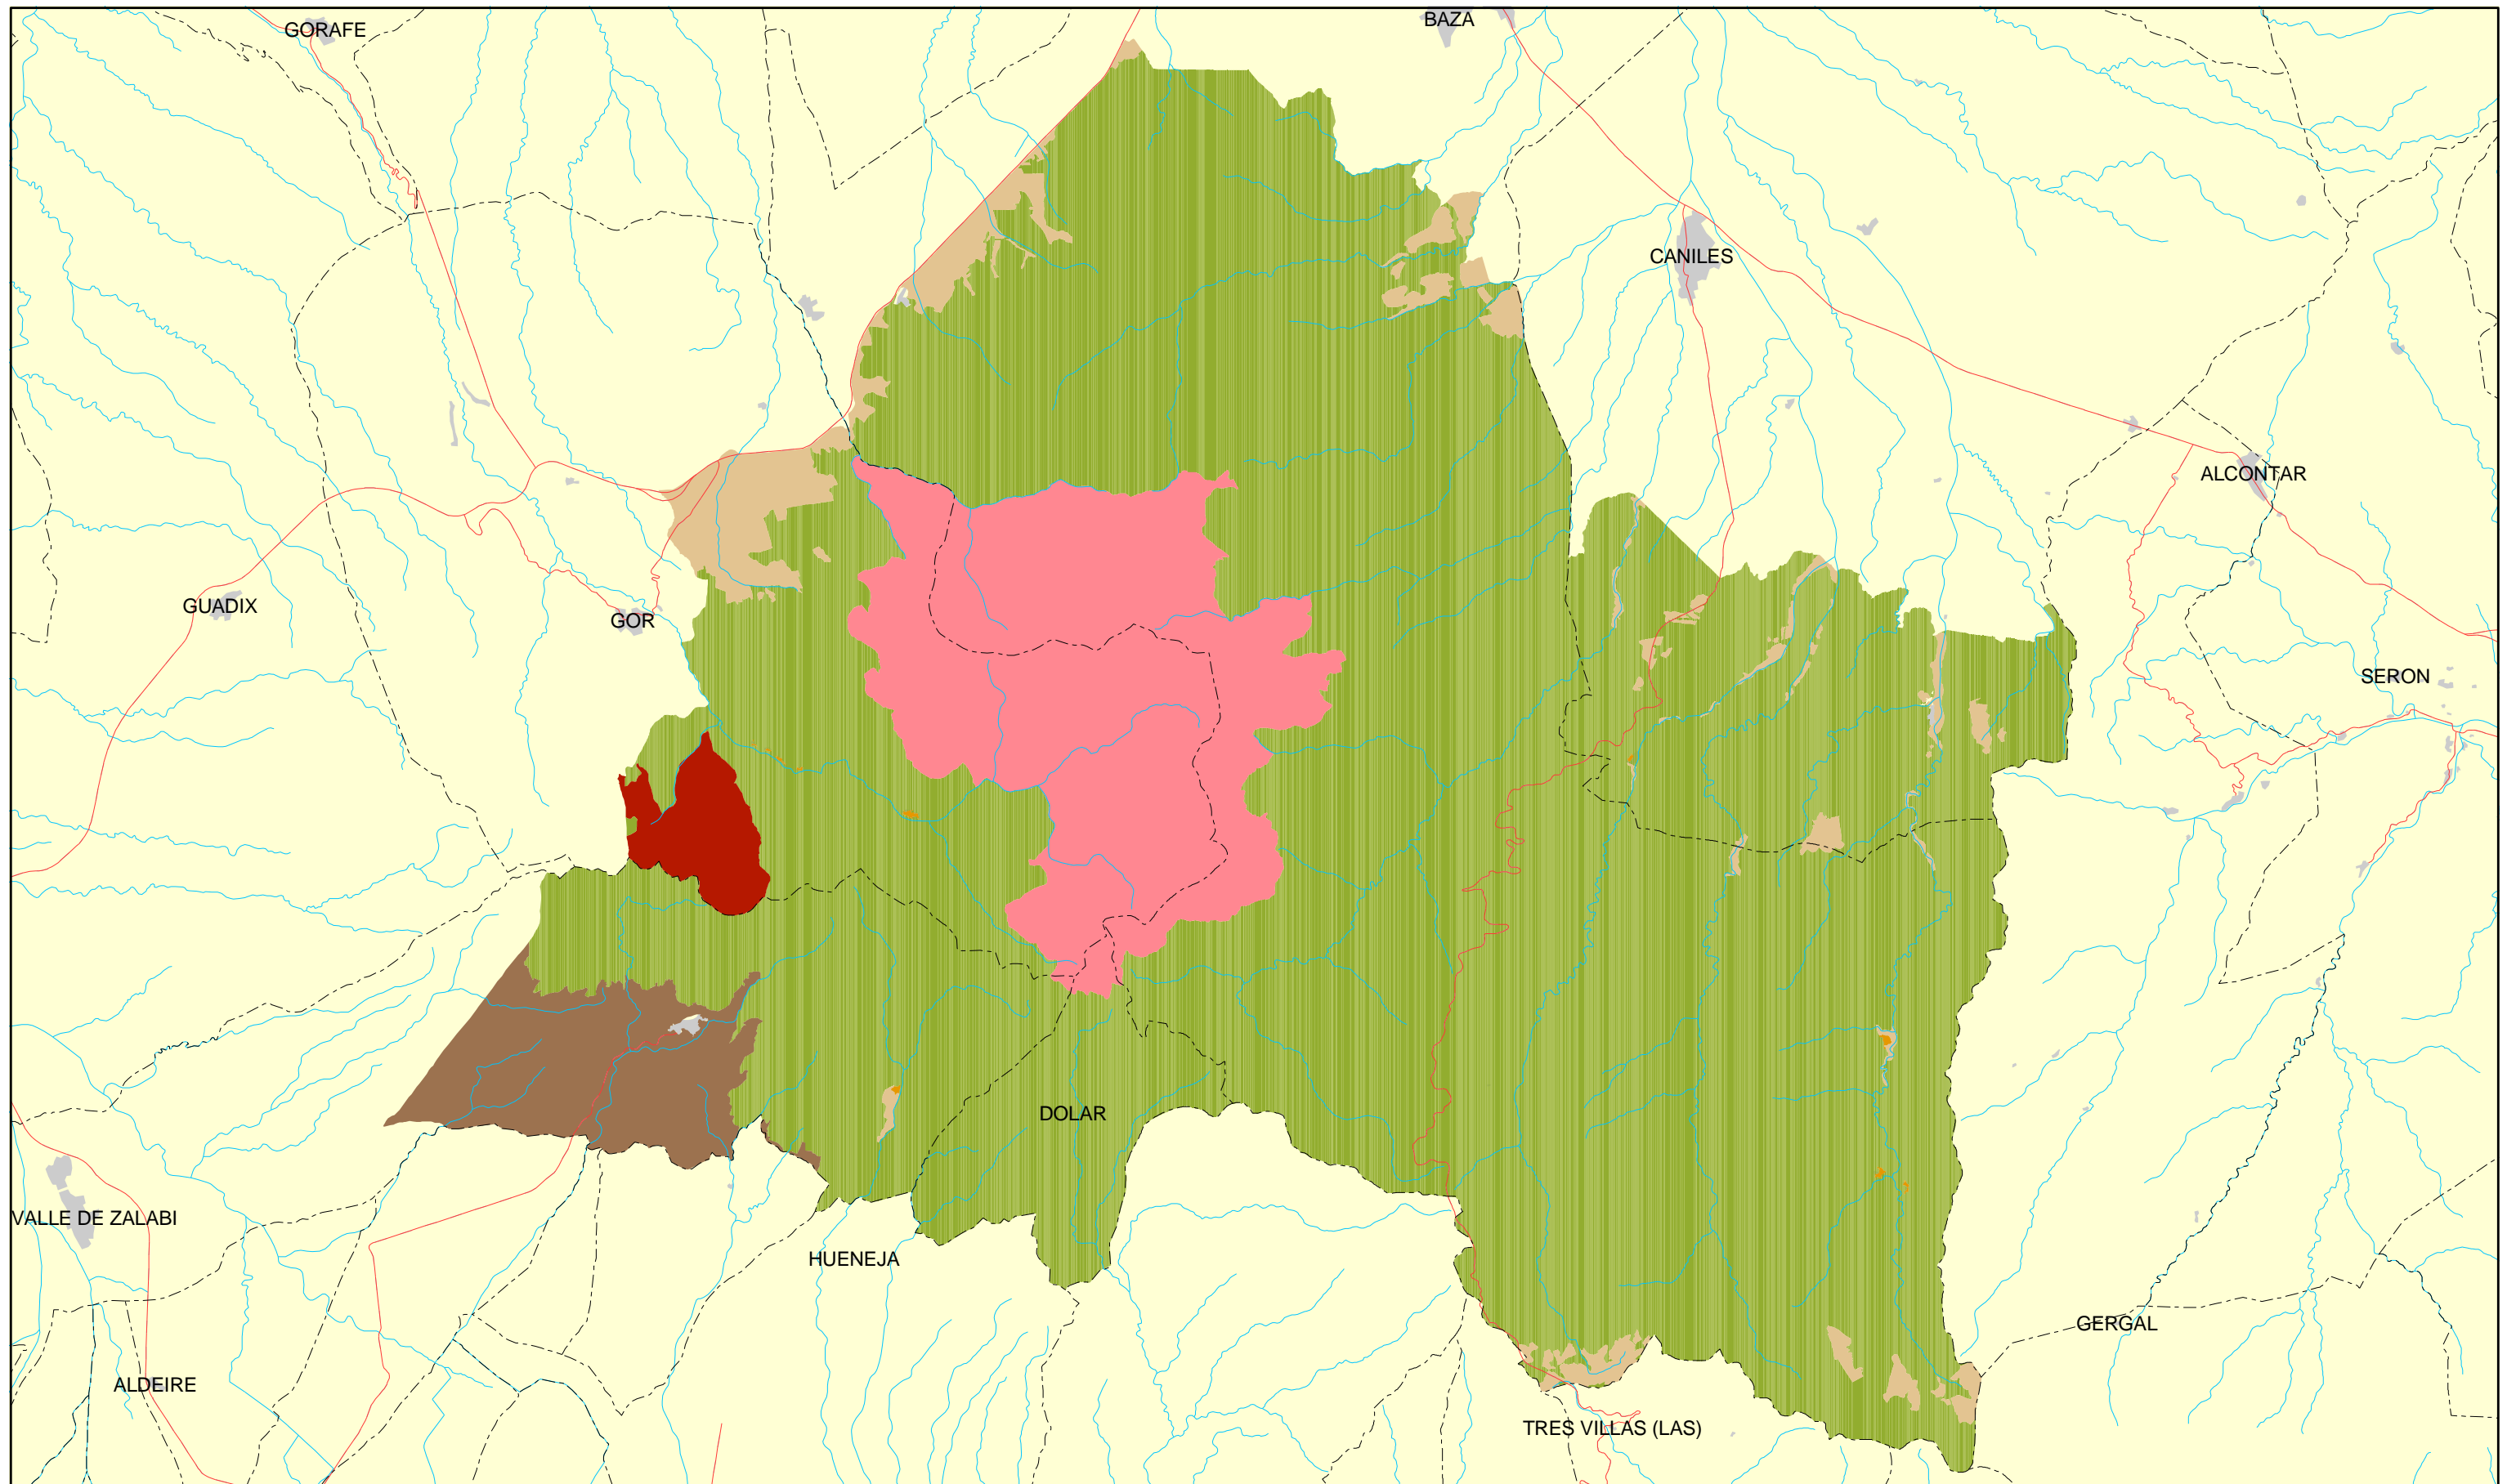 GORAFE
BAZA
CANILES
ALCONTAR
GUADIX
GOR
SERON
DOLAR
VALLE DE ZALABI
HUENEJA
GERGAL
ALDEIRE
TRES VILLAS (LAS)